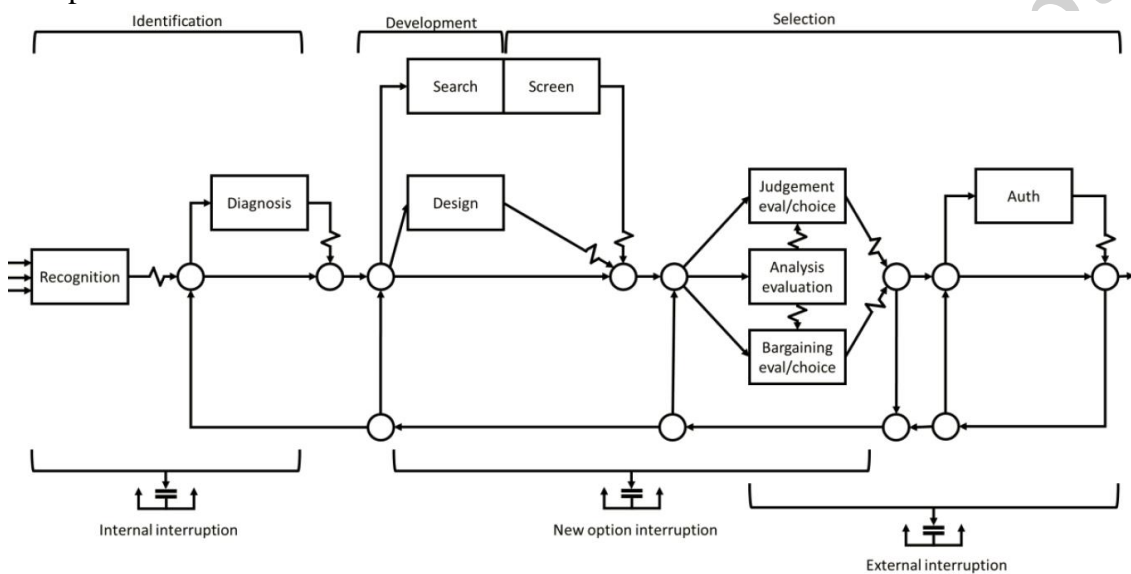 Identification
Development
Selection
Search
Screen
Diagnosis
Design
Judgement
eval/choice
Auth
Recognition
Analysis
evaluation
Bargaining
eval/choice
Internal interruption
New option interruption
External interruption